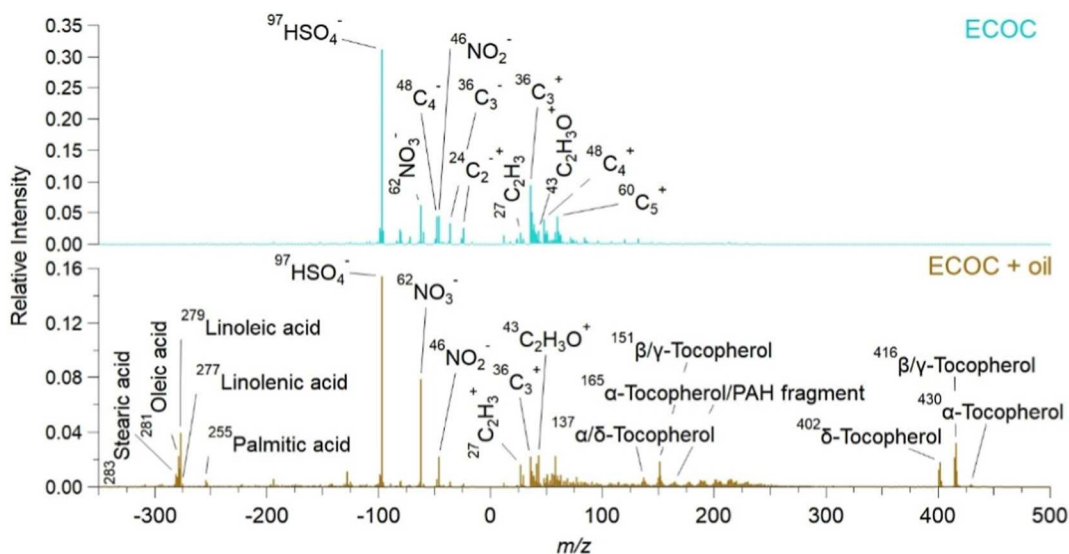 ECOC
⁹⁷HSO₄⁻
⁴⁶NO₂⁻
⁴⁸C₄⁻
³⁶C₃⁻
³⁶C₃⁺
⁶²NO₃⁻
²⁴C₂⁻
²⁷C₂H₃⁺
⁴³C₂H₃O⁺
⁴⁸C₄⁺
⁶⁰C₅⁺
0.35
0.30
0.25
0.20
0.15
0.10
0.05
0.00
Relative Intensity
ECOC + oil
⁹⁷HSO₄⁻
⁶²NO₃⁻
⁴⁶NO₂⁻
²⁷C₂H₃⁺
³⁶C₃⁺
⁴³C₂H₃O⁺
²⁸³Stearic acid
²⁸¹Oleic acid
²⁷⁹Linoleic acid
²⁷⁷Linolenic acid
²⁵⁵Palmitic acid
¹⁵¹β/γ-Tocopherol
¹⁶⁵α-Tocopherol/PAH fragment
¹³⁷α/δ-Tocopherol
⁴¹⁶β/γ-Tocopherol
⁴³⁰α-Tocopherol
⁴⁰²δ-Tocopherol
0.16
0.12
0.08
0.04
0.00
-300 -200 -100 0 100 200 300 400 500
m/z